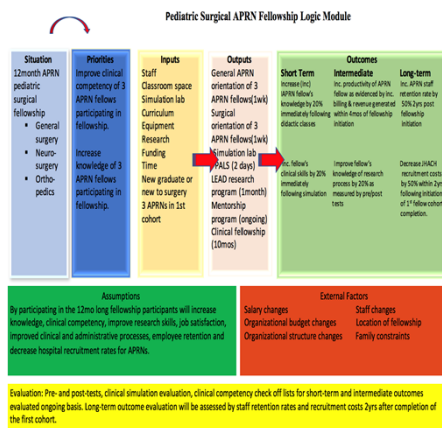 Pediatric Surgical APRN Fellowship Logic Module
Situation
12month APRN
pediatric
surgical
fellowship
General
surgery
Neuro-
surgery
Ortho-
pedics
Priorities
Improve clinical
competency of 3
APRN fellows
participating in
fellowship.
Increase
knowledge of 3
APRN fellows
participating in
fellowship.
Inputs
Staff
Classroom space
Simulation lab
Curriculum
Equipment
Research
Funding
Time
New graduate or
new to surgery
3 APRNS in 1st
cohort
Outputs
General APRN
orientation of 3
APRN fellows(1wk)
Surgical
orientation of 3
APRN fellows(1wk)
Simulation lab
PALS (2 days)
LEAD research
program (1month)
Mentorship
program (ongoing)
Clinical fellowship
(10mos)
Outcomes
Short Term
Increase (inc)
APRN fellow's
knowledge by 20%
immediately following
didactic classes
Inc. fellow's
clinical skills by 20%
immediately
following simulation
Intermediate
Inc. productivity of APRN
fellow as evidenced by inc.
billing & revenue generated
within 4mos of fellowship
initiation
Improve fellow's
knowledge of research
process by 20% as
measured by pre/post
tests
Long-term
Inc. APRN staff
retention rate by
50% 2yrs post
fellowship
initiation
Decrease JHACH
recruitment costs
by 50% within 2yrs
following initiation
of 1st fellow cohort
completion.
Assumptions
By participating in the 12mo long fellowship participants will increase
knowledge, clinical competency, improve research skills, job satisfaction,
improved clinical and administrative processes, employee retention and
decrease hospital recruitment rates for APRNs.
External Factors
Salary changes
Organizational budget changes
Organizational structure changes
Staff changes
Location of fellowship
Family constraints
Evaluation: Pre- and post-tests, clinical simulation evaluation, clinical competency check off lists for short-term and intermediate outcomes
evaluated ongoing basis. Long-term outcome evaluation will be assessed by staff retention rates and recruitment costs 2yrs after completion of
the first cohort.